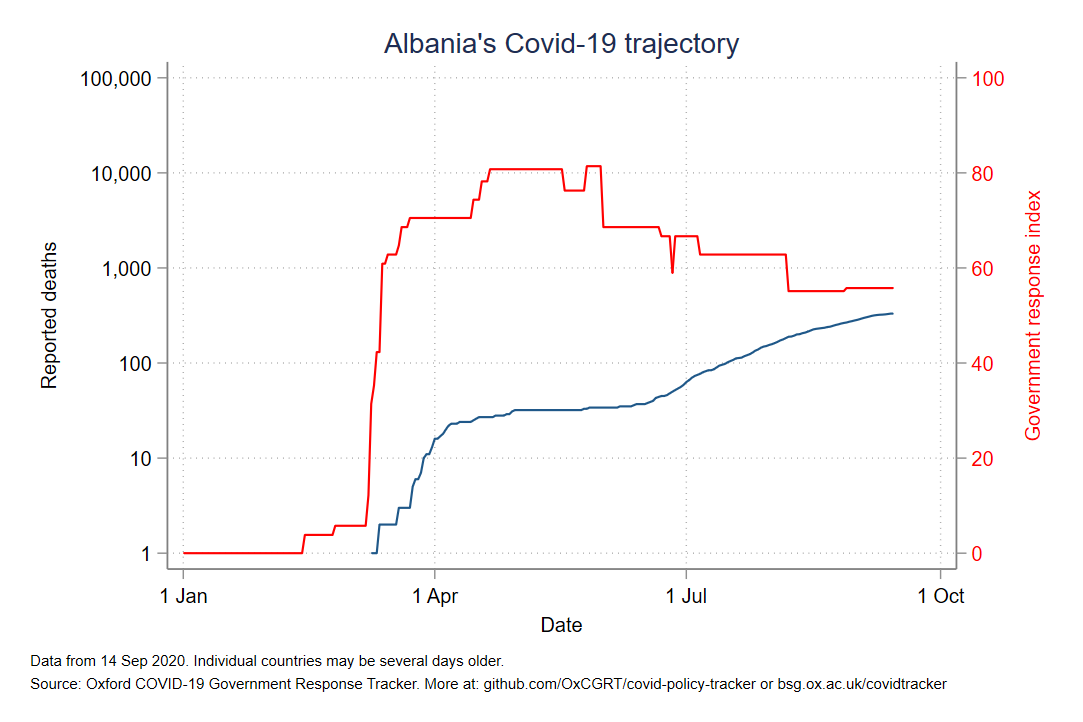 Albania's Covid-19 trajectory
100,000
10,000
1,000
100
10
1
Reported deaths
100
80
60
40
20
0
Government response index
1 Jan
1 Apr
1 Jul
1 Oct
Date
Data from 14 Sep 2020. Individual countries may be several days older.
Source: Oxford COVID-19 Government Response Tracker. More at: github.com/OxCGRT/covid-policy-tracker or bsg.ox.ac.uk/covidtracker